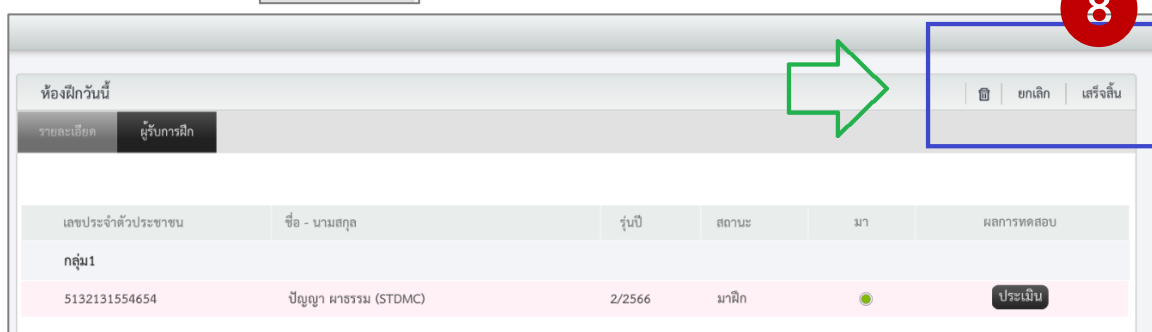 8
ห้องฝึกวันนี้ ยกเลิก เสร็จสิ้น
รายละเอียด ผู้รับการฝึก
เลขประจำตัวประชาชน ชื่อ - นามสกุล รุ่นปี สถานะ มา ผลการทดสอบ
กลุ่ม1
5132131554654 ปัญญา ผาธรรม (STDMC) 2/2566 มาฝึก ประเมิน